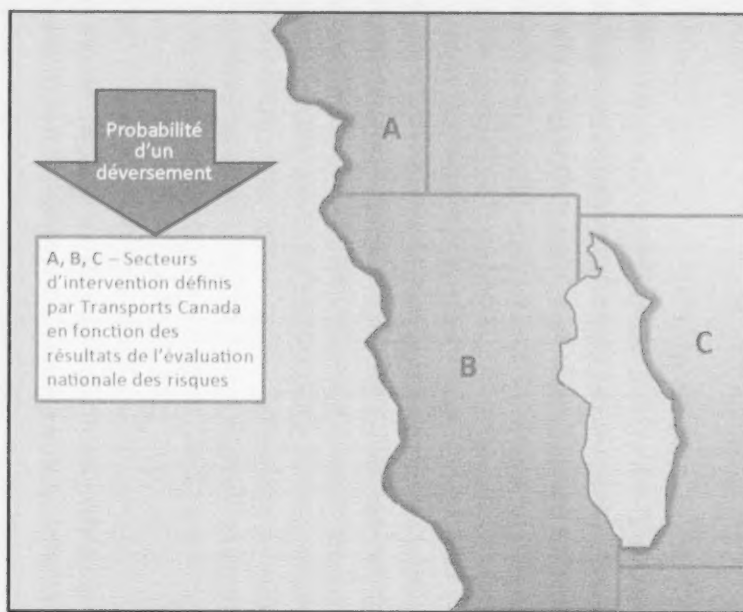 Probabilité
d'un
déversement
A, B, C – Secteurs
d'intervention définis
par Transports Canada
en fonction des
résultats de l'évaluation
nationale des risques
A
B
C